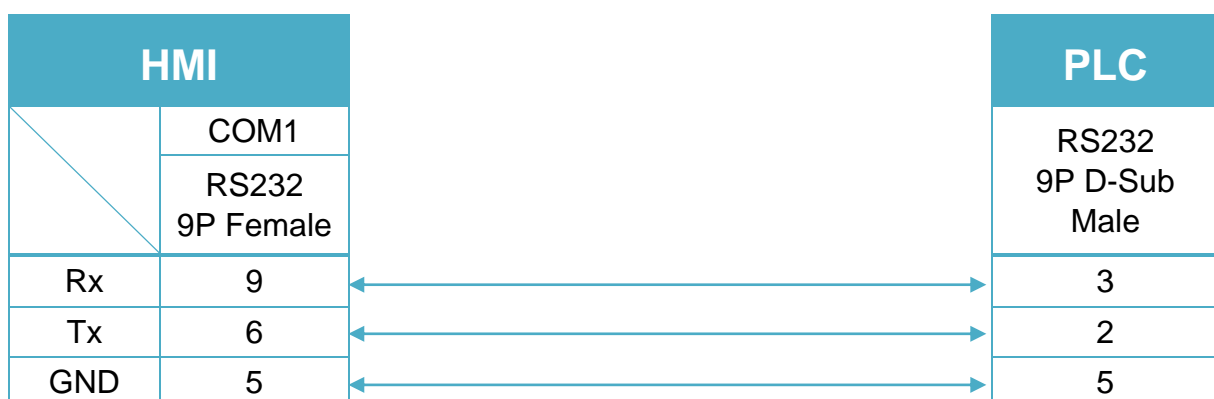 HMI
PLC
COM1
RS232
9P Female
RS232
9P D-Sub
Male
Rx 9 3
Tx 6 2
GND 5 5